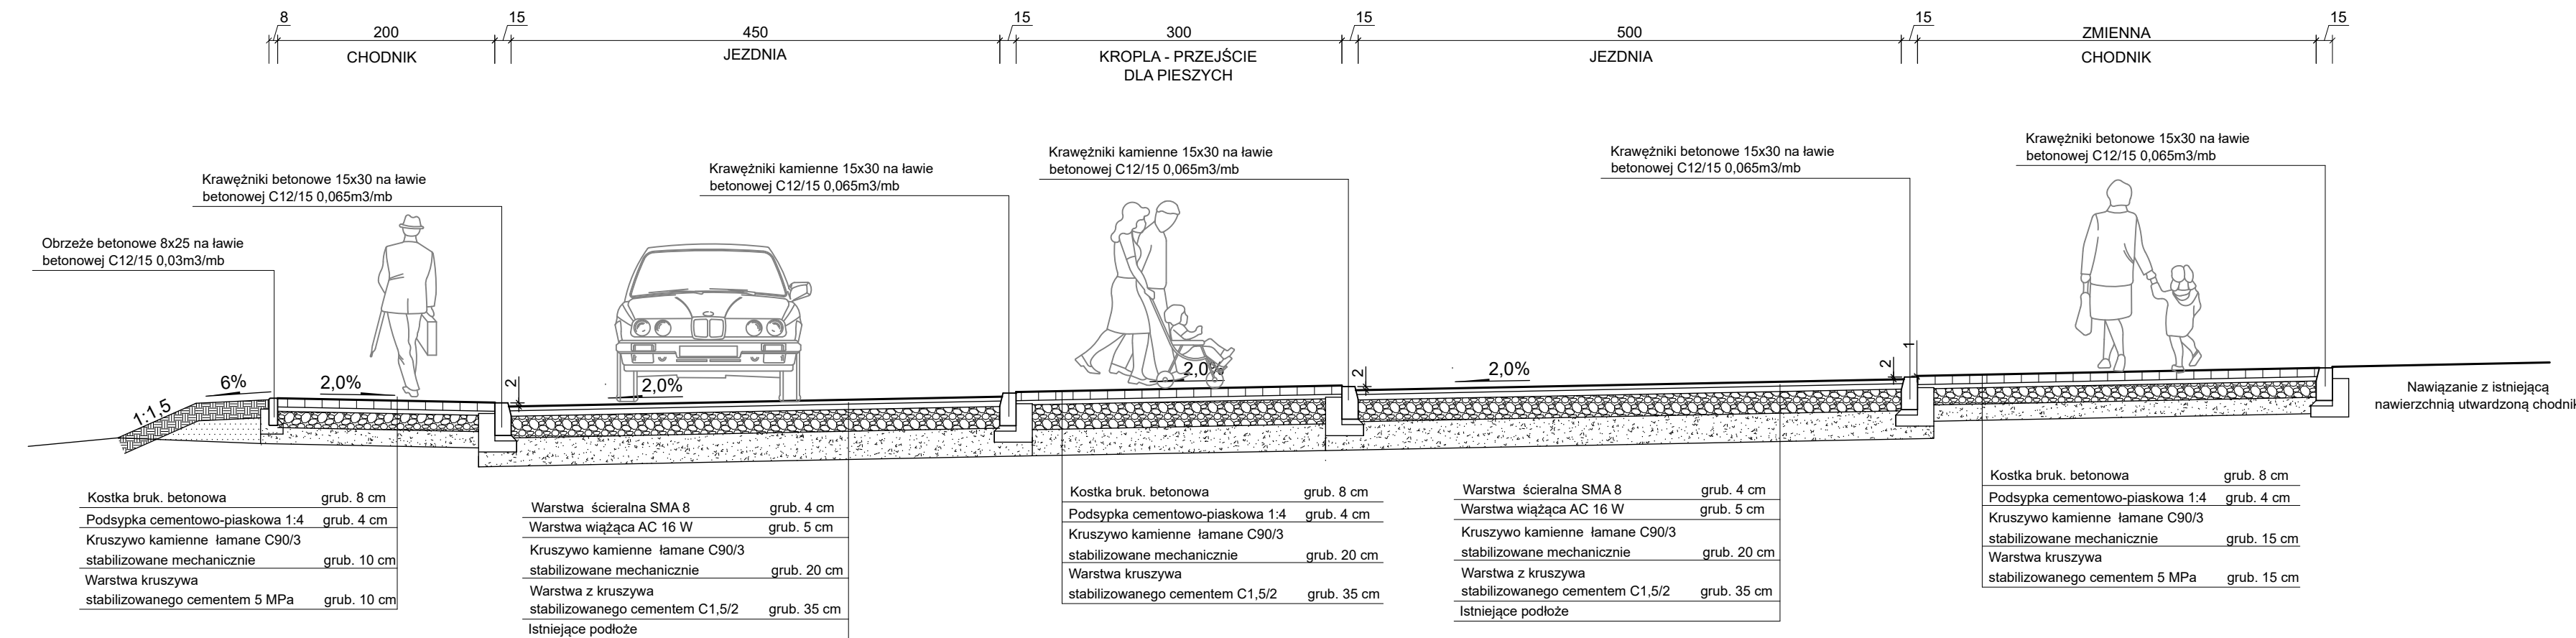 8
200
15
450
15
300
15
500
15
ZMIENNA
15
CHODNIK
JEZDNIA
KROPLA - PRZEJŚCIE
DLA PIESZYCH
JEZDNIA
CHODNIK
Obrzeże betonowe 8x25 na ławie
betonowej C12/15 0,03m3/mb
Krawężniki betonowe 15x30 na ławie
betonowej C12/15 0,065m3/mb
Krawężniki kamienne 15x30 na ławie
betonowej C12/15 0,065m3/mb
Krawężniki kamienne 15x30 na ławie
betonowej C12/15 0,065m3/mb
Krawężniki betonowe 15x30 na ławie
betonowej C12/15 0,065m3/mb
Krawężniki betonowe 15x30 na ławie
betonowej C12/15 0,065m3/mb
1:1,5
6%
2,0%
2
2,0%
2,0%
2
2,0%
2
1
Nawiązanie z istniejącą
nawierzchnią utwardzoną chodnik
Kostka bruk. betonowa grub. 8 cm
Podsypka cementowo-piaskowa 1:4 grub. 4 cm
Kruszywo kamienne łamane C90/3
stabilizowane mechanicznie grub. 10 cm
Warstwa kruszywa
stabilizowanego cementem 5 MPa grub. 10 cm
Warstwa ścieralna SMA 8 grub. 4 cm
Warstwa wiążąca AC 16 W grub. 5 cm
Kruszywo kamienne łamane C90/3
stabilizowane mechanicznie grub. 20 cm
Warstwa z kruszywa
stabilizowanego cementem C1,5/2 grub. 35 cm
Istniejące podłoże
Kostka bruk. betonowa grub. 8 cm
Podsypka cementowo-piaskowa 1:4 grub. 4 cm
Kruszywo kamienne łamane C90/3
stabilizowane mechanicznie grub. 20 cm
Warstwa kruszywa
stabilizowanego cementem C1,5/2 grub. 35 cm
Warstwa ścieralna SMA 8 grub. 4 cm
Warstwa wiążąca AC 16 W grub. 5 cm
Kruszywo kamienne łamane C90/3
stabilizowane mechanicznie grub. 20 cm
Warstwa z kruszywa
stabilizowanego cementem C1,5/2 grub. 35 cm
Istniejące podłoże
Kostka bruk. betonowa grub. 8 cm
Podsypka cementowo-piaskowa 1:4 grub. 4 cm
Kruszywo kamienne łamane C90/3
stabilizowane mechanicznie grub. 15 cm
Warstwa kruszywa
stabilizowanego cementem 5 MPa grub. 15 cm